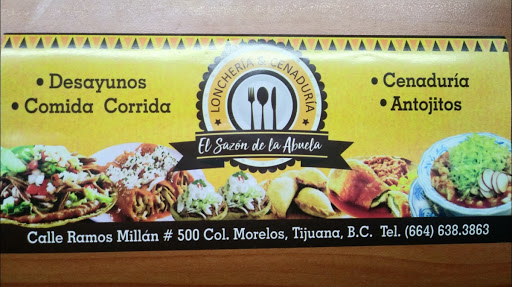 LONCHERÍA & CENADURÍA
• Desayunos
• Comida Corrida
• Cenaduría
• Antojitos
El Sazón de la Abuela
Calle Ramos Millán # 500 Col. Morelos, Tijuana, B.C. Tel. (664) 638.3863